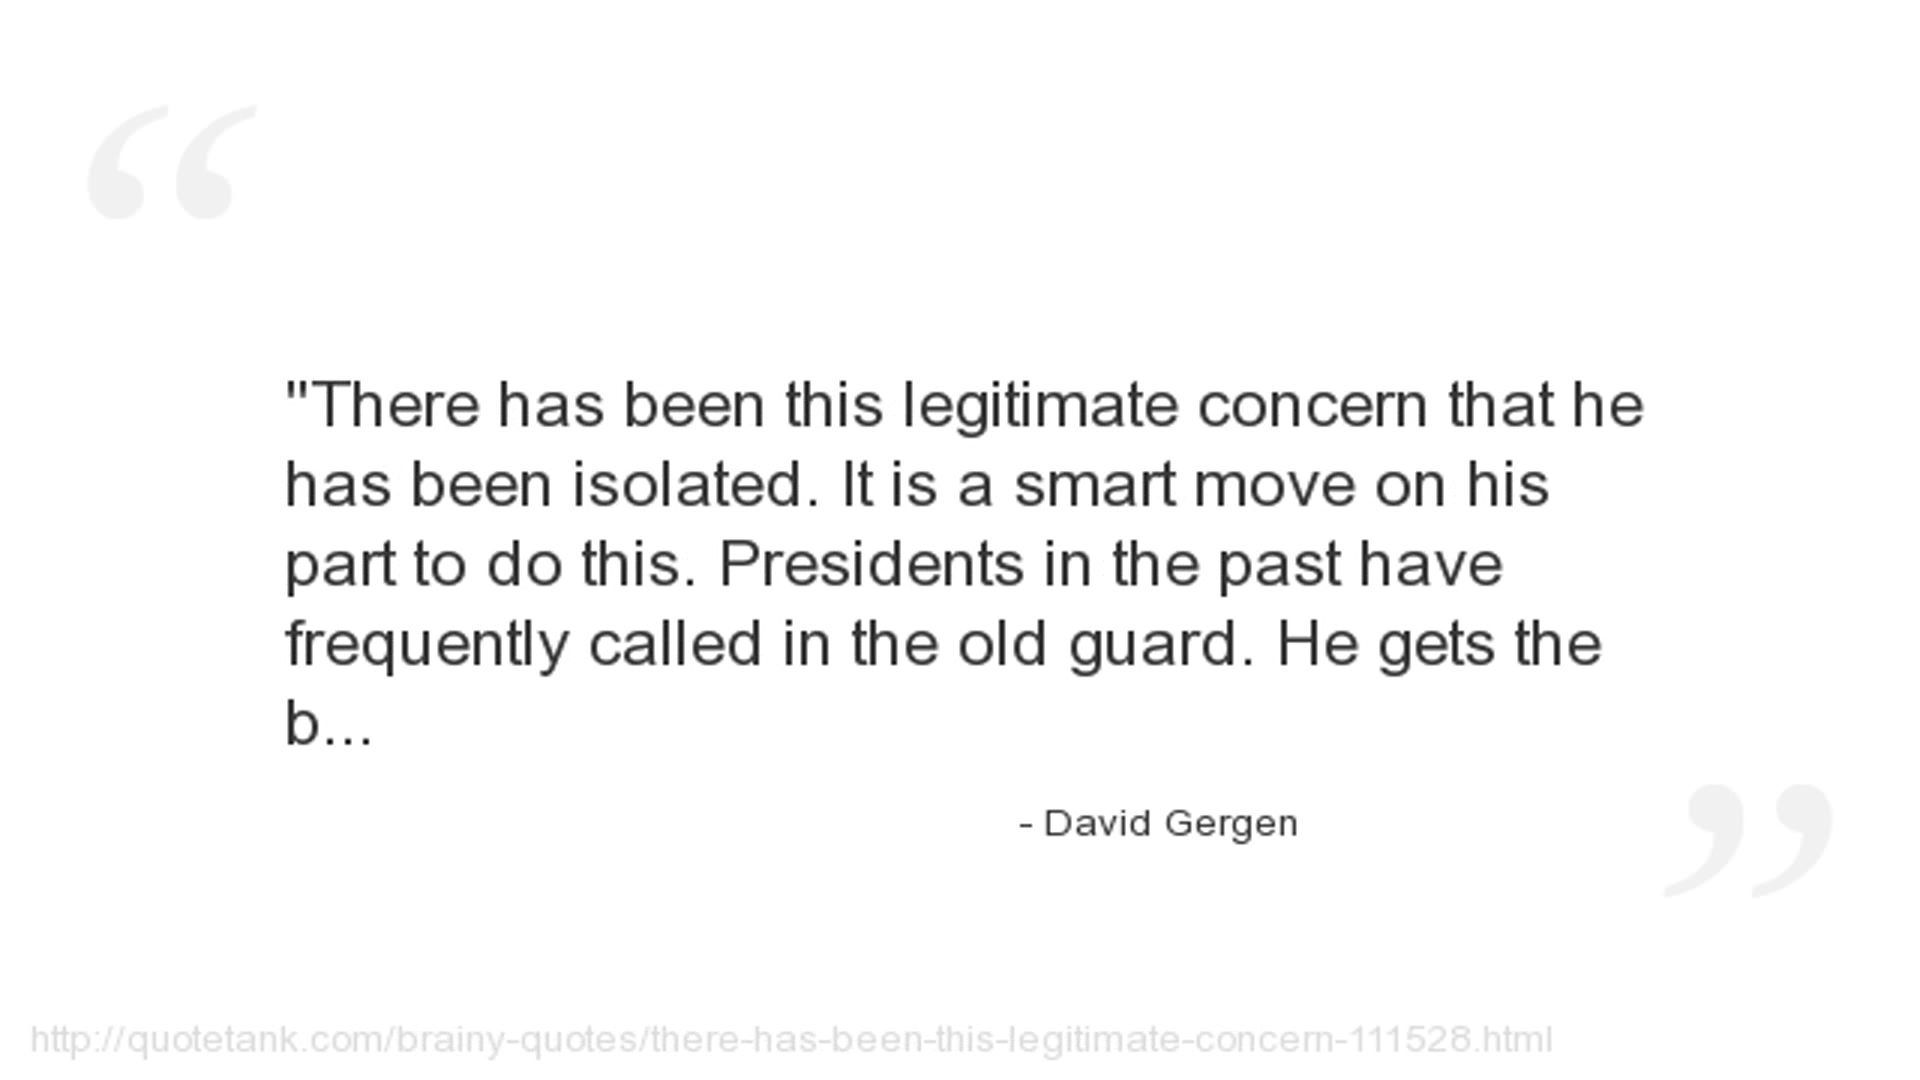 "There has been this legitimate concern that he
has been isolated. It is a smart move on his
part to do this. Presidents in the past have
frequently called in the old guard. He gets the
b...
- David Gergen
http://quotetank.com/brainy-quotes/there-has-been-this-legitimate-concern-111528.html